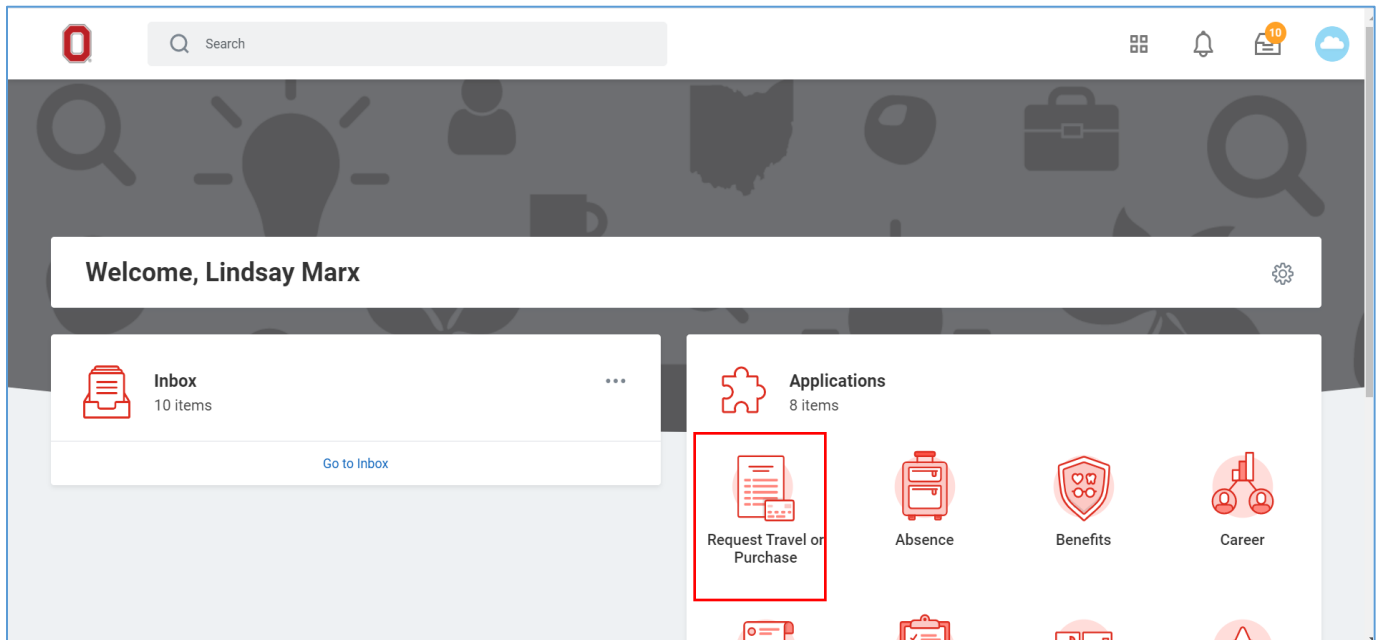 O
Search
10
Welcome, Lindsay Marx
Inbox
10 items
Go to Inbox
Applications
8 items
Request Travel or
Purchase
Absence
Benefits
Career